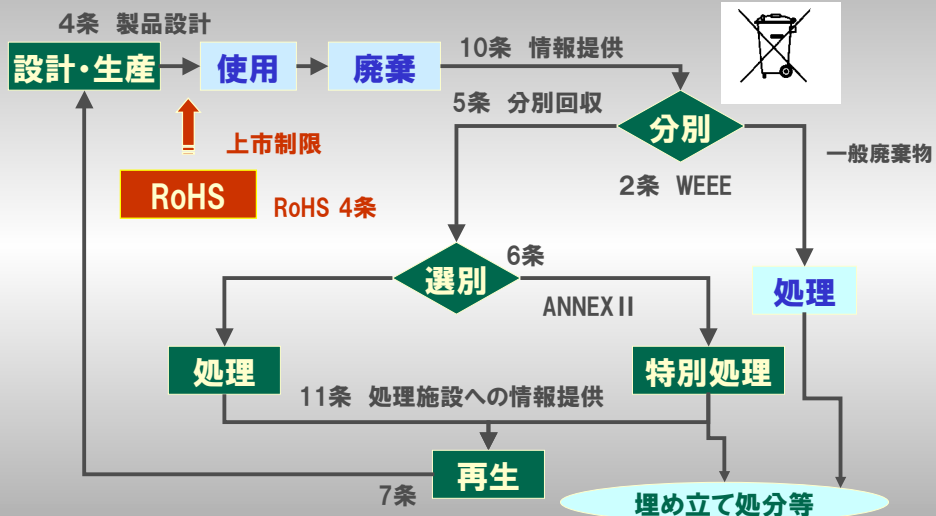 4条 製品設計
設計・生産
使用
廃棄
10条 情報提供
5条 分別回収
分別
一般廃棄物
上市制限
2条 WEEE
RoHS
RoHS 4条
6条
選別
ANNEXⅡ
処理
処理
特別処理
11条 処理施設への情報提供
再生
7条
埋め立て処分等